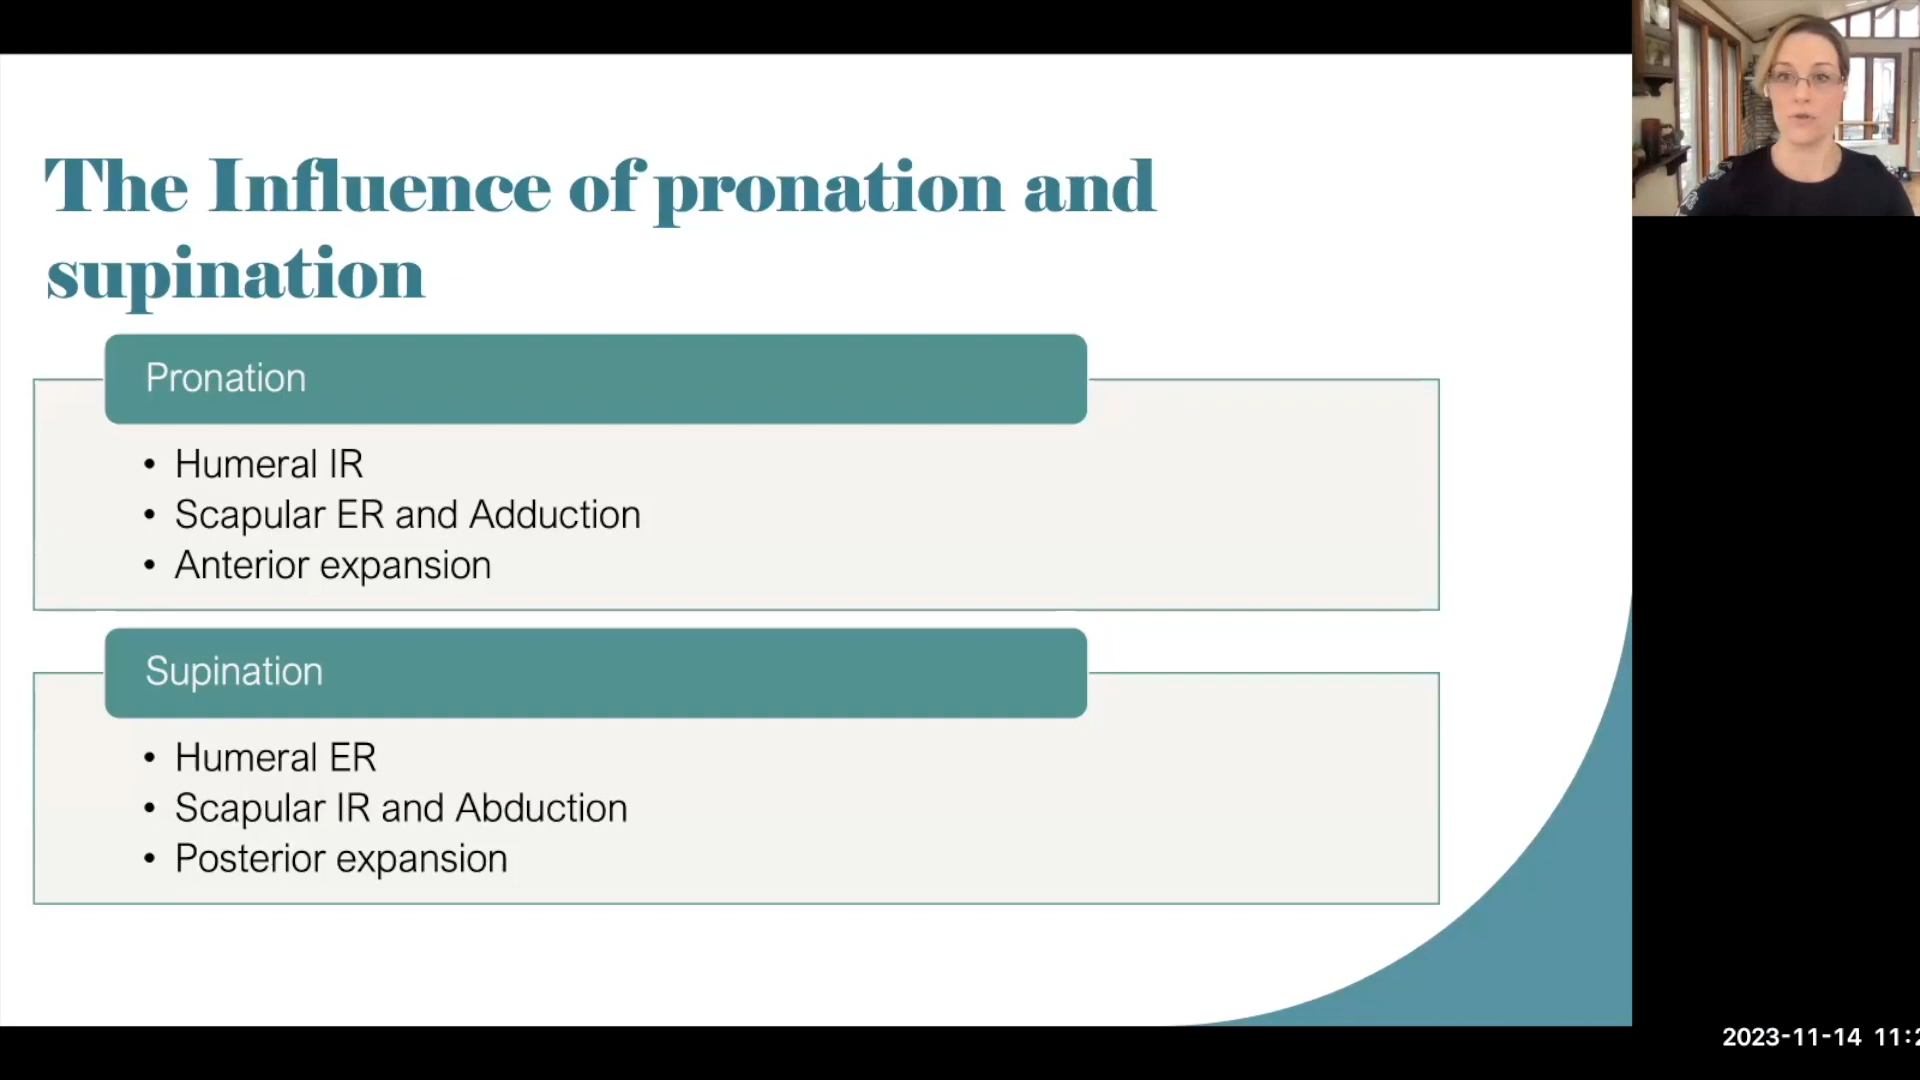 The Influence of pronation and
supination
Pronation
• Humeral IR
• Scapular ER and Adduction
• Anterior expansion
Supination
• Humeral ER
• Scapular IR and Abduction
• Posterior expansion
2023-11-14 11:2